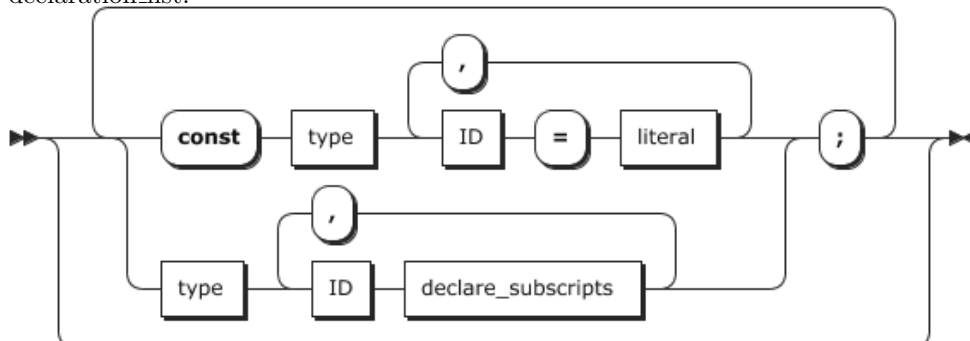 declaration_list:
,
const type ID = literal ;
,
type ID declare_subscripts